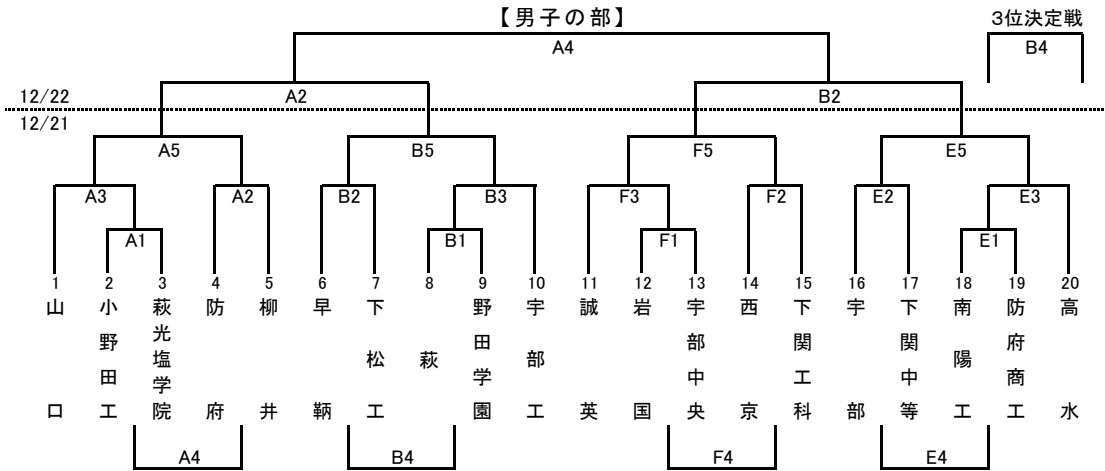 【男子の部】
3位決定戦
A4
B4
12/22
A2
B2
12/21
A5
B5
F5
E5
A3
A2
B2
B3
F3
F2
E2
E3
A1
B1
F1
E1
1 2 3 4 5 6 7 8 9 10 11 12 13 14 15 16 17 18 19 20
山口
小野田工
萩光塩学院
防府
柳井
早鞆
下松工
萩
野田学園
宇部工
誠英
岩国
宇部中央
西京
下関工科
宇部
下関中等
南陽工
防府商工
高水
A4
B4
F4
E4